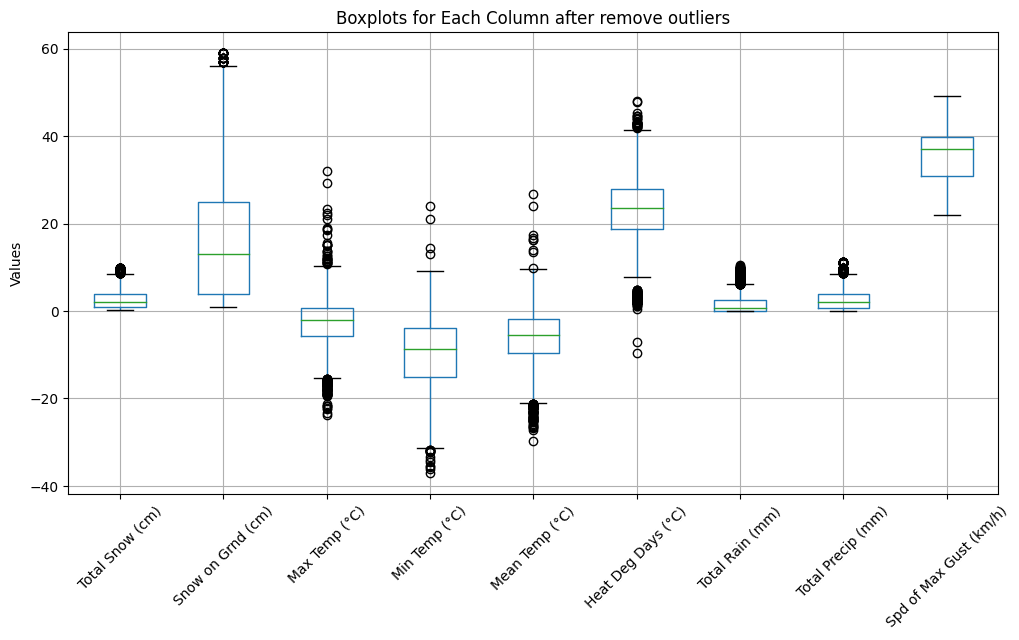 Boxplots for Each Column after remove outliers
Values
60
40
20
0
−20
−40
Total Snow (cm)
Snow on Grnd (cm)
Max Temp (°C)
Min Temp (°C)
Mean Temp (°C)
Heat Deg Days (°C)
Total Rain (mm)
Total Precip (mm)
Spd of Max Gust (km/h)